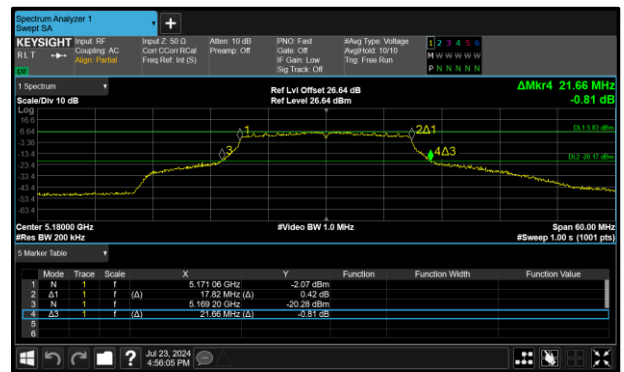 Spectrum Analyzer 1
Swept SA
+
KEYSIGHT Input: RF Input Z: 50 Ω Atten: 10 dB PNO: Fast #Avg Type: Voltage 1 2 3 4 5 6
RLT Coupling: AC Corr CCorr RCal Preamp: Off Gate: Off Avg|Hold: 10/10 M W W W W W
Align: Partial Freq Ref: Int (S) IF Gain: Low Trig: Free Run
Sig Track: Off P N N N N N
LXI
1 Spectrum Ref Lvl Offset 26.64 dB ΔMkr4 21.66 MHz
Scale/Div 10 dB Ref Level 26.64 dBm -0.81 dB
Log
16.6
6.64 1 2Δ1 DL1 5.83 dBm
-3.36
-13.4 3 4Δ3 DL2 -20.17 dBm
-23.4
-33.4
-43.4
-53.4
-63.4
Center 5.18000 GHz #Video BW 1.0 MHz Span 60.00 MHz
#Res BW 200 kHz #Sweep 1.00 s (1001 pts)
5 Marker Table
Mode Trace Scale X Y Function Function Width Function Value
1 N 1 f 5.171 06 GHz -2.07 dBm
2 Δ1 1 f (Δ) 17.82 MHz (Δ) 0.42 dB
3 N 1 f 5.169 20 GHz -20.28 dBm
4 Δ3 1 f (Δ) 21.66 MHz (Δ) -0.81 dB
5
6
? Jul 23, 2024
4:56:05 PM